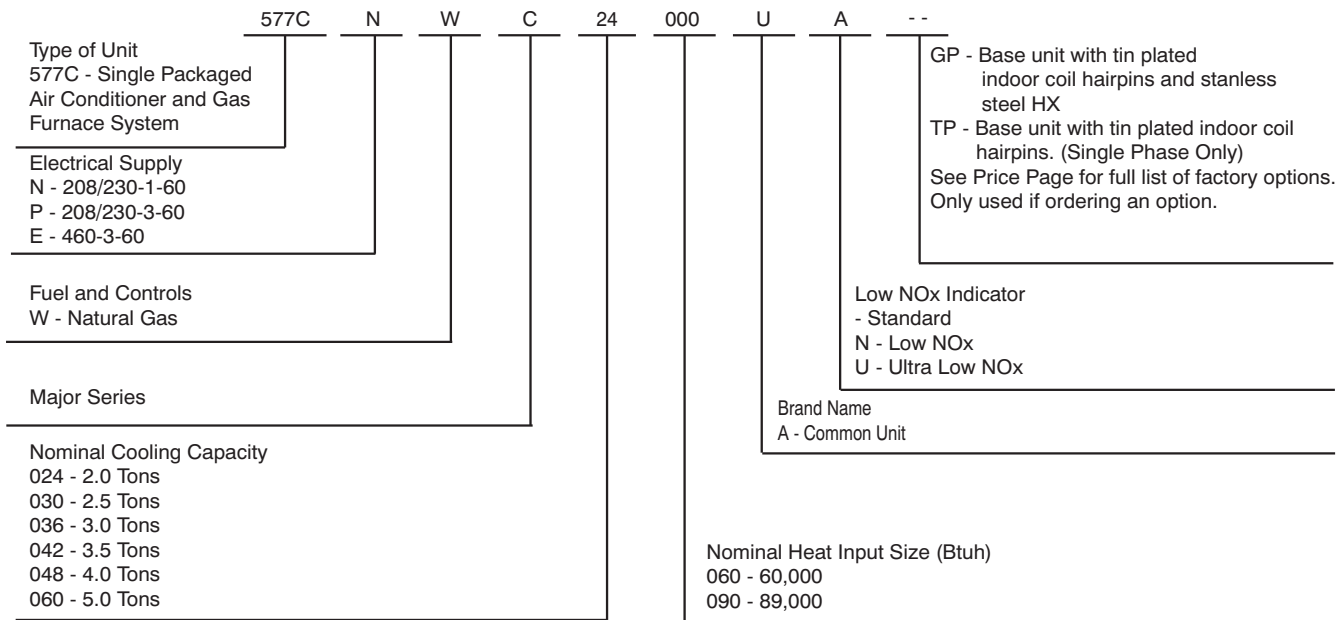 577C N W C 24 000 U A - -
Type of Unit
577C - Single Packaged
Air Conditioner and Gas
Furnace System
Electrical Supply
N - 208/230-1-60
P - 208/230-3-60
E - 460-3-60
Fuel and Controls
W - Natural Gas
Major Series
Nominal Cooling Capacity
024 - 2.0 Tons
030 - 2.5 Tons
036 - 3.0 Tons
042 - 3.5 Tons
048 - 4.0 Tons
060 - 5.0 Tons
GP - Base unit with tin plated
indoor coil hairpins and stanless
steel HX
TP - Base unit with tin plated indoor coil
hairpins. (Single Phase Only)
See Price Page for full list of factory options.
Only used if ordering an option.
Low NOx Indicator
- Standard
N - Low NOx
U - Ultra Low NOx
Brand Name
A - Common Unit
Nominal Heat Input Size (Btuh)
060 - 60,000
090 - 89,000